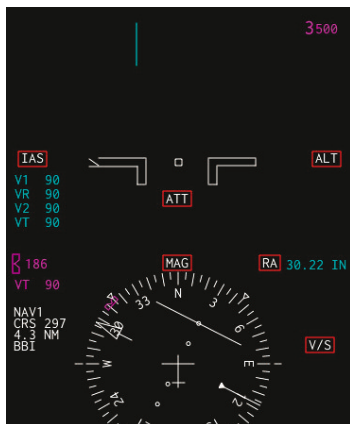 3500
IAS
ALT
V1 90
VR 90
V2 90
VT 90
ATT
186
VT 90
MAG
RA
30.22 IN
NAV1
CRS 297
4.3 NM
BBI
V/S
N
3
6
E
33
30
W
24